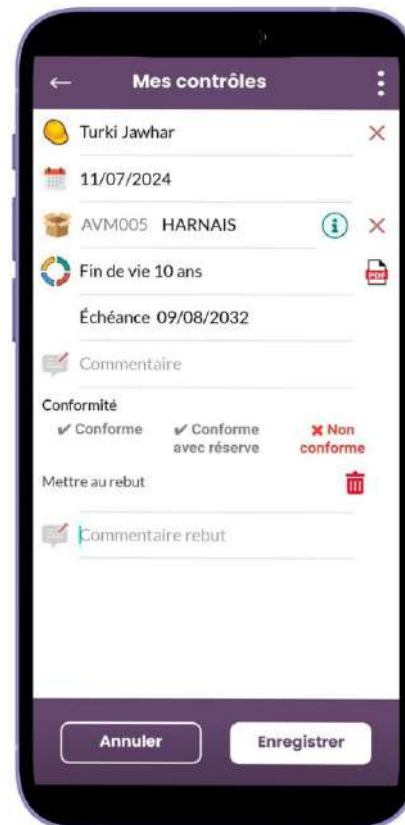 Mes contrôles
Turki Jawhar
11/07/2024
AVM005 HARNAIS
Fin de vie 10 ans
PDF
Échéance 09/08/2032
Commentaire
Conformité
✔ Conforme ✔ Conforme avec réserve ✖ Non conforme
Mettre au rebut
Commentaire rebut
Annuler Enregistrer